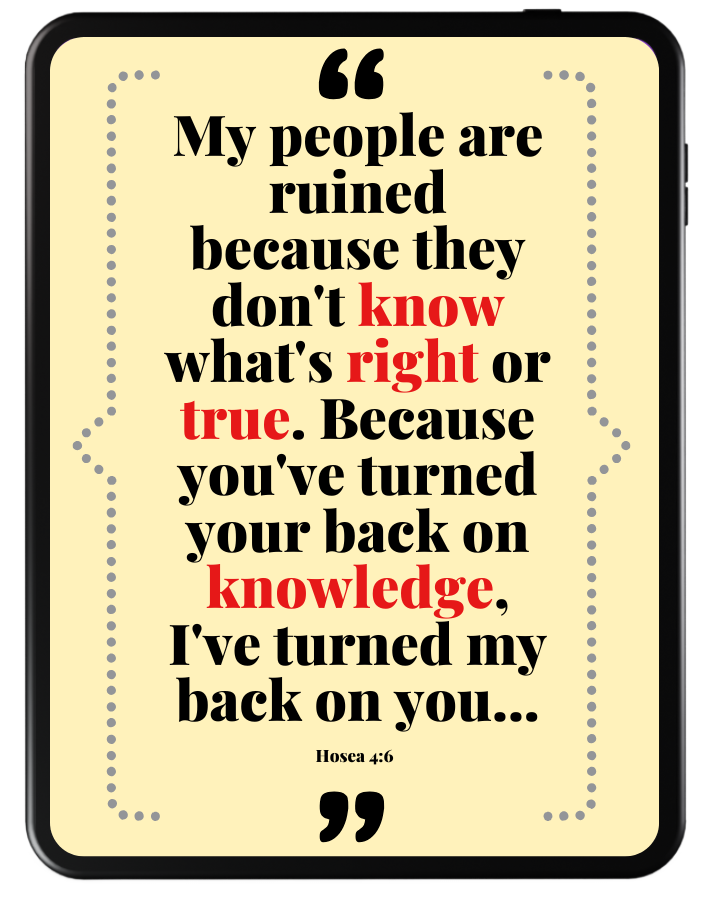 “
My people are
ruined
because they
don't know
what's right or
true. Because
you've turned
your back on
knowledge,
I've turned my
back on you...
Hosea 4:6
”